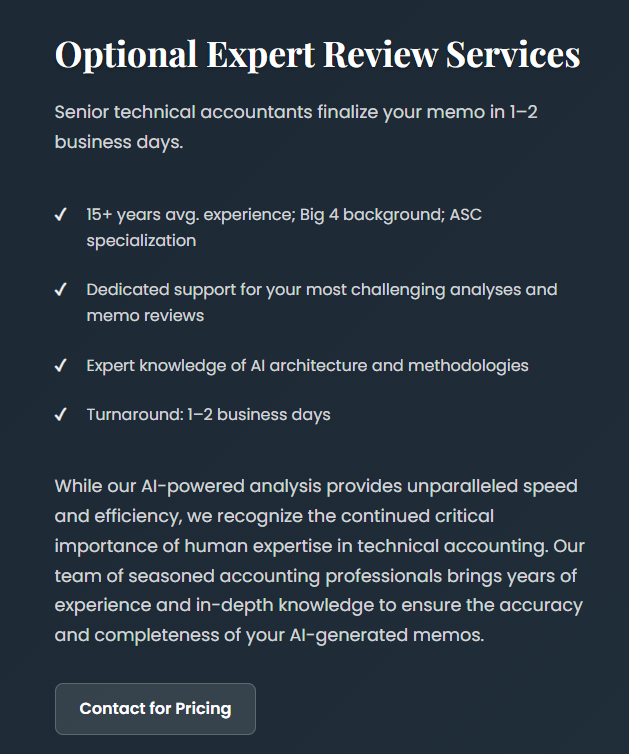 Optional Expert Review Services
Senior technical accountants finalize your memo in 1–2
business days.
✓ 15+ years avg. experience; Big 4 background; ASC
specialization
✓ Dedicated support for your most challenging analyses and
memo reviews
✓ Expert knowledge of AI architecture and methodologies
✓ Turnaround: 1–2 business days
While our AI-powered analysis provides unparalleled speed
and efficiency, we recognize the continued critical
importance of human expertise in technical accounting. Our
team of seasoned accounting professionals brings years of
experience and in-depth knowledge to ensure the accuracy
and completeness of your AI-generated memos.
Contact for Pricing